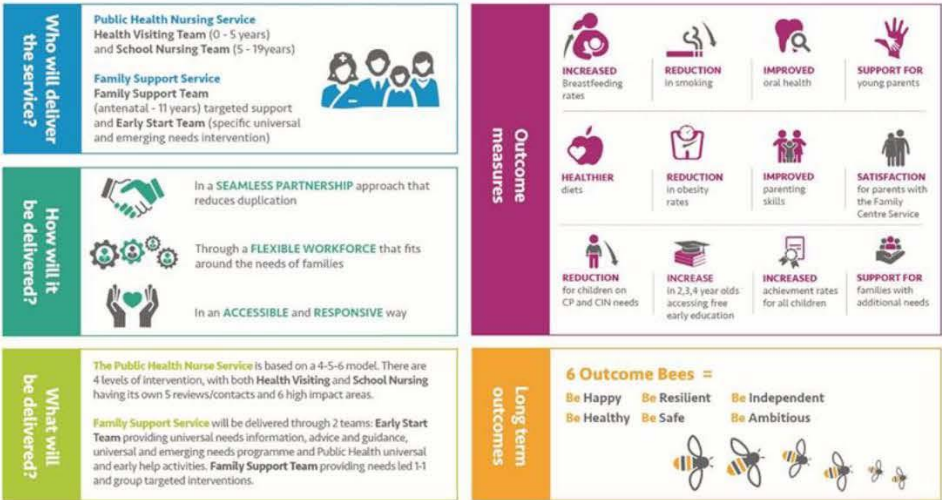 Who will deliver
the service?
Public Health Nursing Service
Health Visiting Team (0 - 5 years)
and School Nursing Team (5 - 19years)
Family Support Service
Family Support Team
(antenatal - 11 years) targeted support
and Early Start Team (specific universal
and emerging needs intervention)
How will it
be delivered?
In a SEAMLESS PARTNERSHIP approach that
reduces duplication
Through a FLEXIBLE WORKFORCE that fits
around the needs of families
In an ACCESSIBLE and RESPONSIVE way
What will
be delivered?
The Public Health Nurse Service is based on a 4-5-6 model. There are
4 levels of intervention, with both Health Visiting and School Nursing
having its own 5 reviews/contacts and 6 high impact areas.
Family Support Service will be delivered through 2 teams: Early Start
Team providing universal needs information, advice and guidance,
universal and emerging needs programme and Public Health universal
and early help activities. Family Support Team providing needs led 1-1
and group targeted interventions.
Outcome
measures
INCREASED
Breastfeeding
rates
REDUCTION
in smoking
IMPROVED
oral health
SUPPORT FOR
young parents
HEALTHIER
diets
REDUCTION
in obesity
rates
IMPROVED
parenting
skills
SATISFACTION
for parents with
the Family
Centre Service
REDUCTION
for children on
CP and CIN needs
INCREASE
in 2,3,4 year olds
accessing free
early education
INCREASED
achievment rates
for all children
SUPPORT FOR
families with
additional needs
Long term
outcomes
6 Outcome Bees =
Be Happy Be Resilient Be Independent
Be Healthy Be Safe Be Ambitious